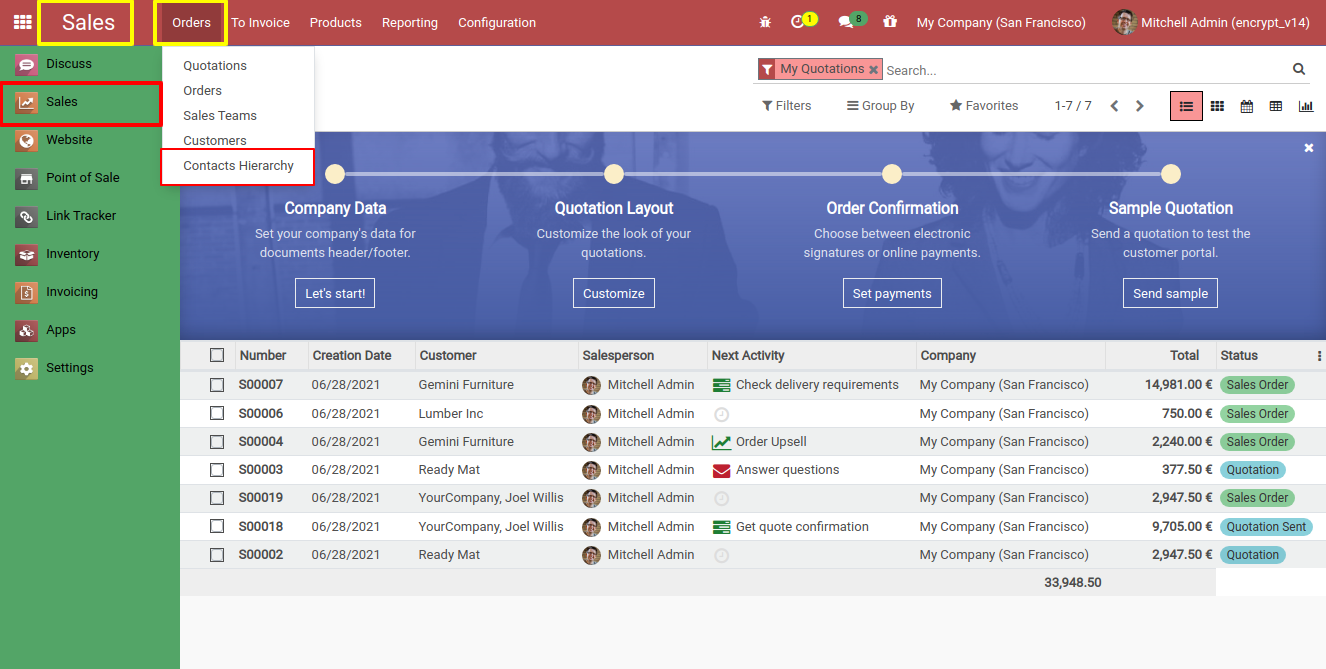 Sales Orders To Invoice Products Reporting Configuration 1 8 My Company (San Francisco) Mitchell Admin (encrypt_v14)
Discuss
Sales
Website
Point of Sale
Link Tracker
Inventory
Invoicing
Apps
Settings
Quotations
Orders
Sales Teams
Customers
Contacts Hierarchy
My Quotations Search...
Filters Group By Favorites 1-7 / 7
Company Data
Set your company's data for
documents header/footer.
Let's start!
Quotation Layout
Customize the look of your
quotations.
Customize
Order Confirmation
Choose between electronic
signatures or online payments.
Set payments
Sample Quotation
Send a quotation to test the
customer portal.
Send sample
Number Creation Date Customer Salesperson Next Activity Company Total Status
S00007 06/28/2021 Gemini Furniture Mitchell Admin Check delivery requirements My Company (San Francisco) 14,981.00 € Sales Order
S00006 06/28/2021 Lumber Inc Mitchell Admin My Company (San Francisco) 750.00 € Sales Order
S00004 06/28/2021 Gemini Furniture Mitchell Admin Order Upsell My Company (San Francisco) 2,240.00 € Sales Order
S00003 06/28/2021 Ready Mat Mitchell Admin Answer questions My Company (San Francisco) 377.50 € Quotation
S00019 06/28/2021 YourCompany, Joel Willis Mitchell Admin My Company (San Francisco) 2,947.50 € Sales Order
S00018 06/28/2021 YourCompany, Joel Willis Mitchell Admin Get quote confirmation My Company (San Francisco) 9,705.00 € Quotation Sent
S00002 06/28/2021 Ready Mat Mitchell Admin My Company (San Francisco) 2,947.50 € Quotation
33,948.50